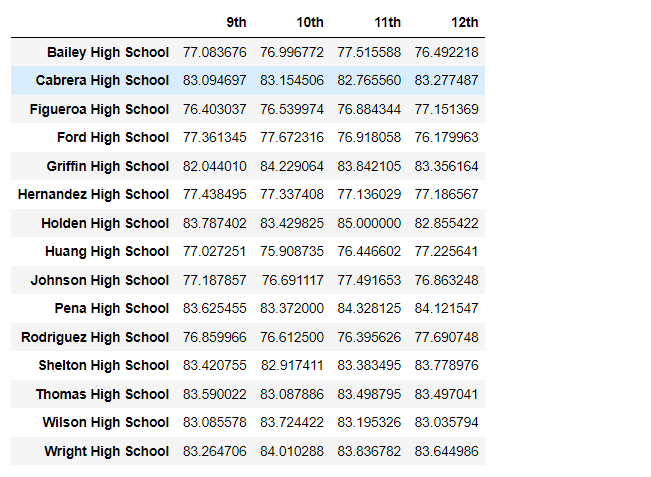 9th 10th 11th 12th
Bailey High School 77.083676 76.996772 77.515588 76.492218
Cabrera High School 83.094697 83.154506 82.765560 83.277487
Figueroa High School 76.403037 76.539974 76.884344 77.151369
Ford High School 77.361345 77.672316 76.918058 76.179963
Griffin High School 82.044010 84.229064 83.842105 83.356164
Hernandez High School 77.438495 77.337408 77.136029 77.186567
Holden High School 83.787402 83.429825 85.000000 82.855422
Huang High School 77.027251 75.908735 76.446602 77.225641
Johnson High School 77.187857 76.691117 77.491653 76.863248
Pena High School 83.625455 83.372000 84.328125 84.121547
Rodriguez High School 76.859966 76.612500 76.395626 77.690748
Shelton High School 83.420755 82.917411 83.383495 83.778976
Thomas High School 83.590022 83.087886 83.498795 83.497041
Wilson High School 83.085578 83.724422 83.195326 83.035794
Wright High School 83.264706 84.010288 83.836782 83.644986